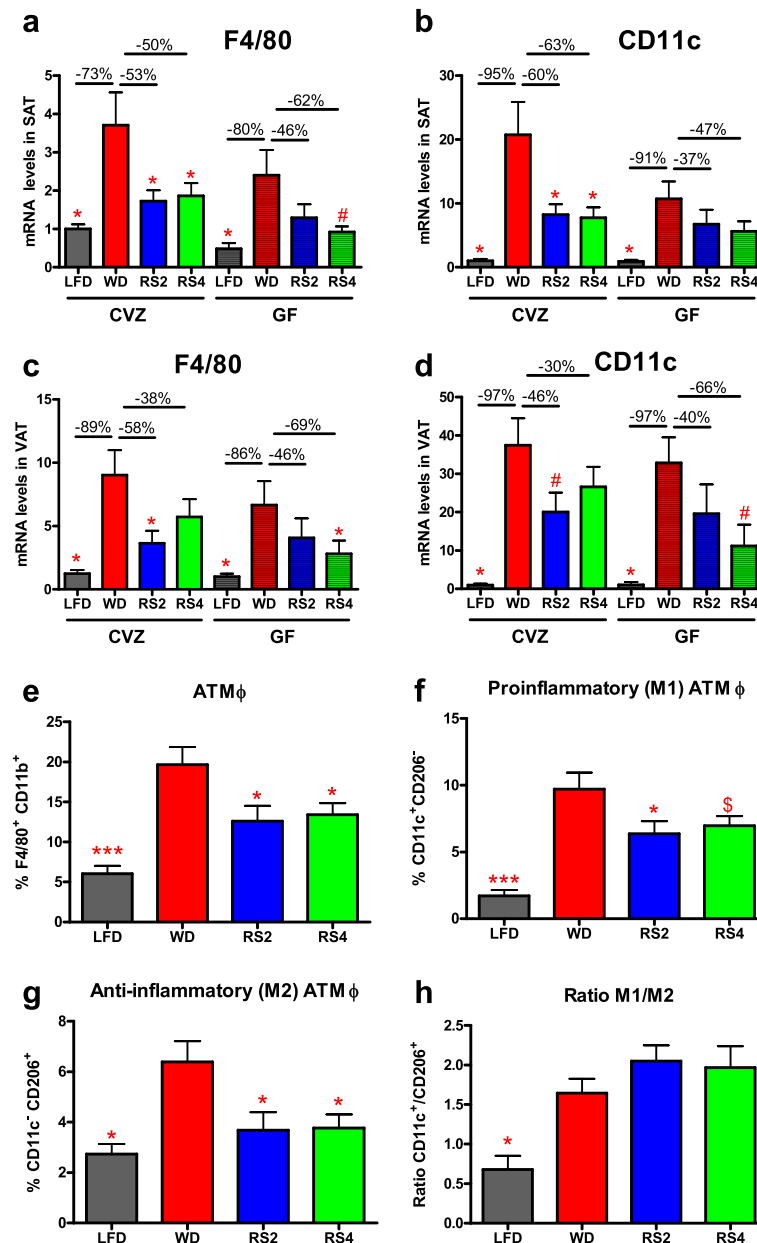 a
F4/80
-50%
-73%
-53%
-62%
-80%
-46%
mRNA levels in SAT
5
4
3
2
1
0
*
*
*
*
#
LFD WD RS2 RS4 LFD WD RS2 RS4
CVZ GF
b
CD11c
-63%
-95%
-60%
-47%
-91%
-37%
mRNA levels in SAT
30
20
10
0
*
*
*
*
LFD WD RS2 RS4 LFD WD RS2 RS4
CVZ GF
c
F4/80
-38%
-89%
-58%
-69%
-86%
-46%
mRNA levels in VAT
15
10
5
0
*
*
*
*
LFD WD RS2 RS4 LFD WD RS2 RS4
CVZ GF
d
CD11c
-30%
-97%
-46%
-66%
-97%
-40%
mRNA levels in VAT
50
40
30
20
10
0
*
#
*
#
LFD WD RS2 RS4 LFD WD RS2 RS4
CVZ GF
e
ATMϕ
% F4/80⁺ CD11b⁺
25
20
15
10
5
0
***
*
*
LFD WD RS2 RS4
f
Proinflammatory (M1) ATM ϕ
% CD11c⁺CD206⁻
15
10
5
0
***
*
$
LFD WD RS2 RS4
g
Anti-inflammatory (M2) ATM ϕ
% CD11c⁻ CD206⁺
8
6
4
2
0
*
*
*
LFD WD RS2 RS4
h
Ratio M1/M2
Ratio CD11c⁺/CD206⁺
2.5
2.0
1.5
1.0
0.5
0.0
*
LFD WD RS2 RS4